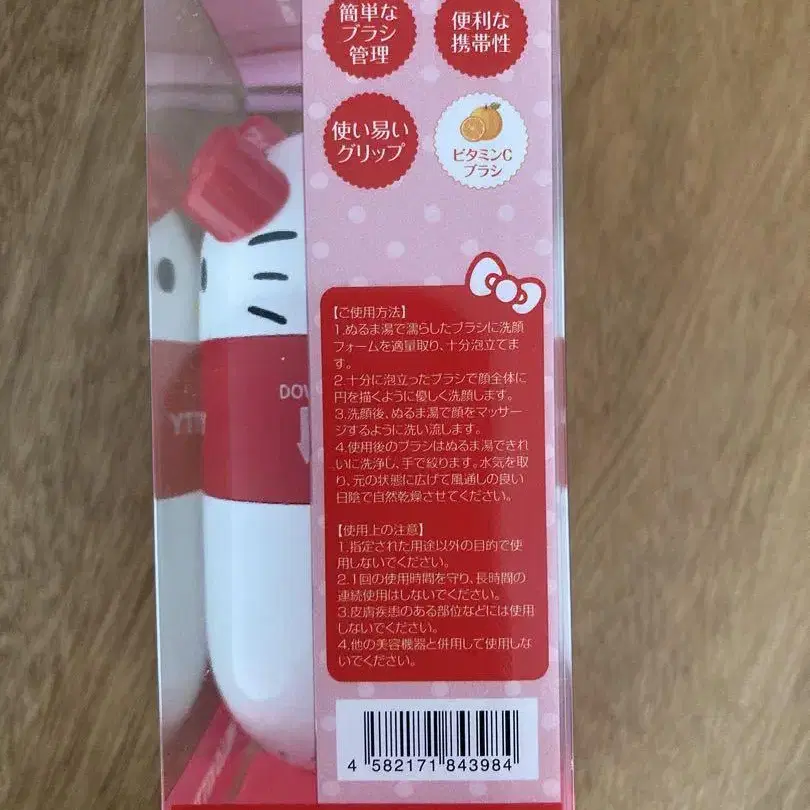 簡単な
ブラシ
管理
便利な
携帯性
使い易い
グリップ
ビタミンC
ブラシ
【ご使用方法】
1.ぬるま湯で濡らしたブラシに洗顔
フォームを適量取り、十分泡立てま
す。
2.十分に泡立ったブラシで顔全体に
円を描くように優しく洗顔します。
3.洗顔後、ぬるま湯で顔をマッサー
ジするように洗い流します。
4.使用後のブラシはぬるま湯できれ
いに洗浄し、手で絞ります。水気を取
り、元の状態に広げて風通しの良い
日陰で自然乾燥させてください。
【使用上の注意】
1.指定された用途以外の目的で使
用しないでください。
2.1回の使用時間を守り、長時間の
連続使用はしないでください。
3.皮膚疾患のある部位などには使用
しないでください。
4.他の美容機器と併用して使用しな
いでください。
4 582171 843984